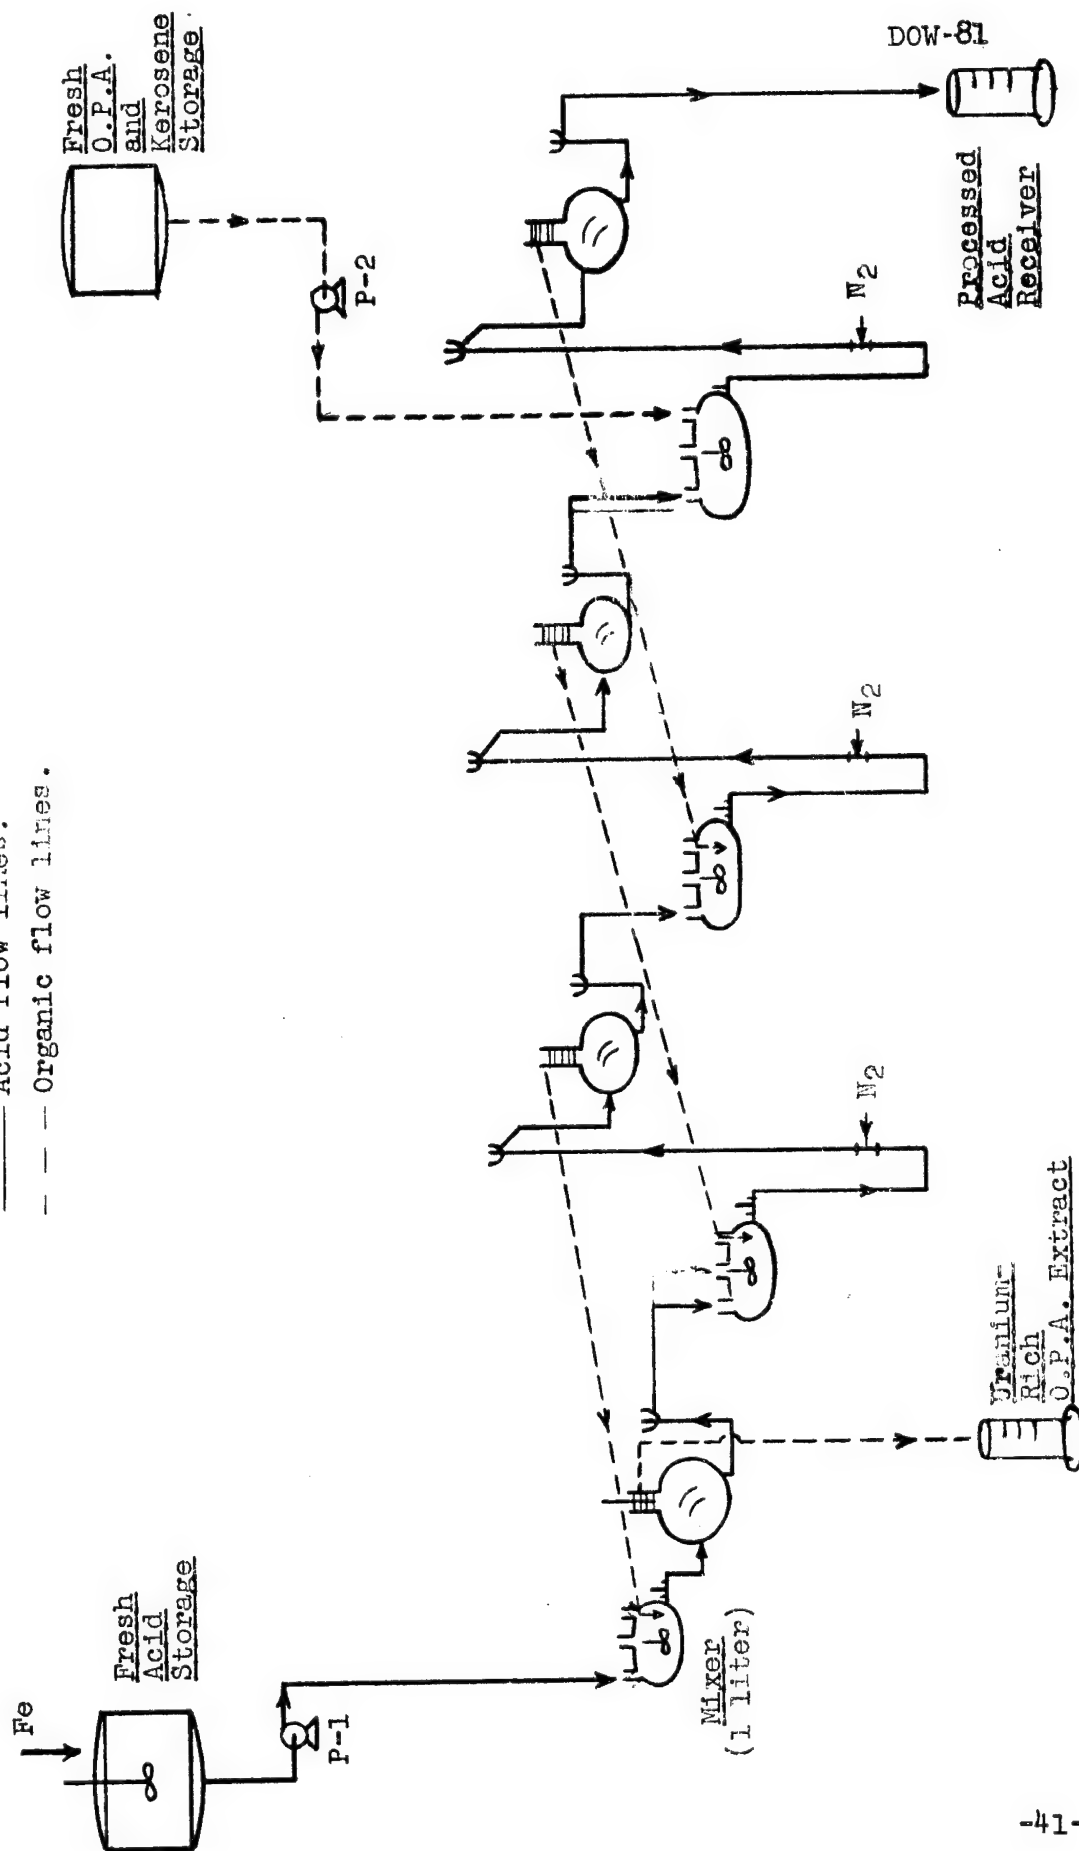 DOW-81
Acid flow lines.
Organic flow lines.
Fe
Fresh
Acid
Storage
P-1
Mixer
(1 liter)
Uranium-
Rich
O.P.A. Extract
N2
N2
N2
Fresh
O.P.A.
and
Kerosene
Storage
P-2
Processed
Acid
Receiver
-41-